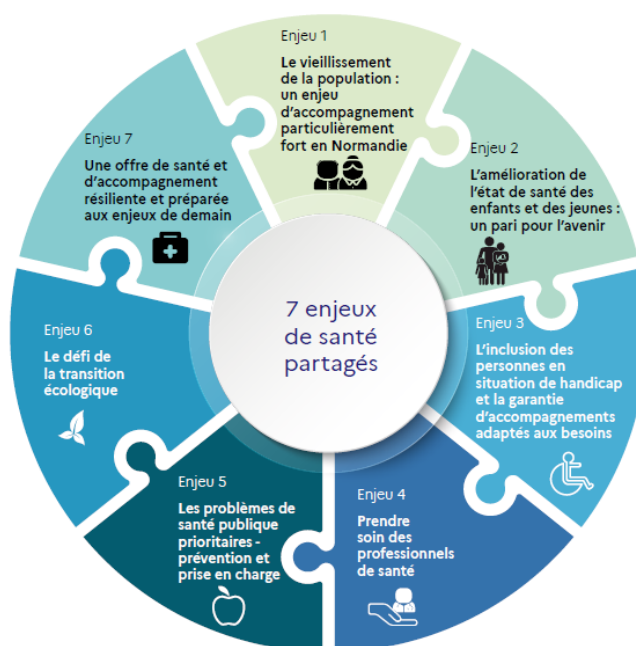 7 enjeux
de santé
partagés
Enjeu 1
Le vieillissement
de la population :
un enjeu
d'accompagnement
particulièrement
fort en Normandie
Enjeu 2
L'amélioration de
l'état de santé des
enfants et des jeunes :
un pari pour l'avenir
Enjeu 3
L'inclusion des
personnes en
situation de handicap
et la garantie
d'accompagnements
adaptés aux besoins
Enjeu 4
Prendre
soin des
professionnels
de santé
Enjeu 5
Les problèmes de
santé publique
prioritaires -
prévention et
prise en charge
Enjeu 6
Le défi de
la transition
écologique
Enjeu 7
Une offre de santé et
d'accompagnement
résiliente et préparée
aux enjeux de demain